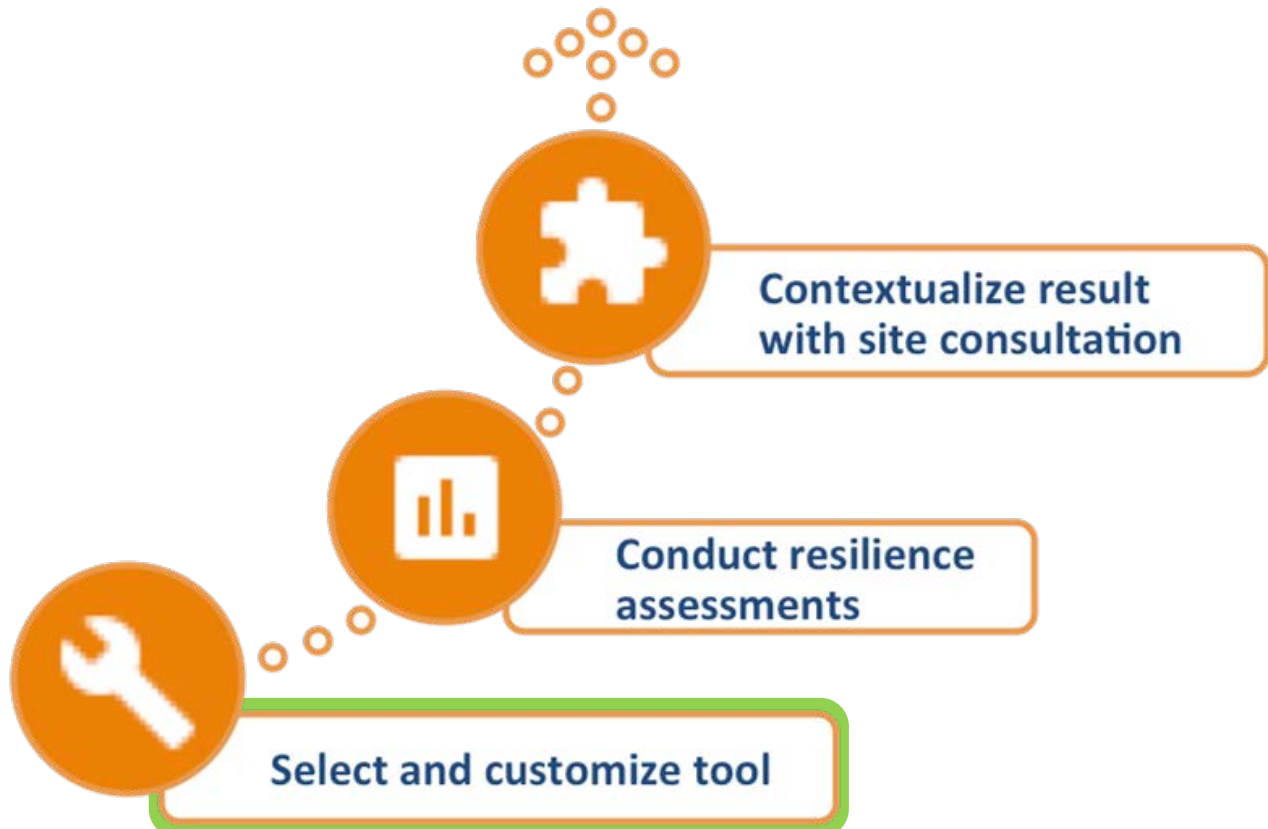 Contextualize result
with site consultation
Conduct resilience
assessments
Select and customize tool